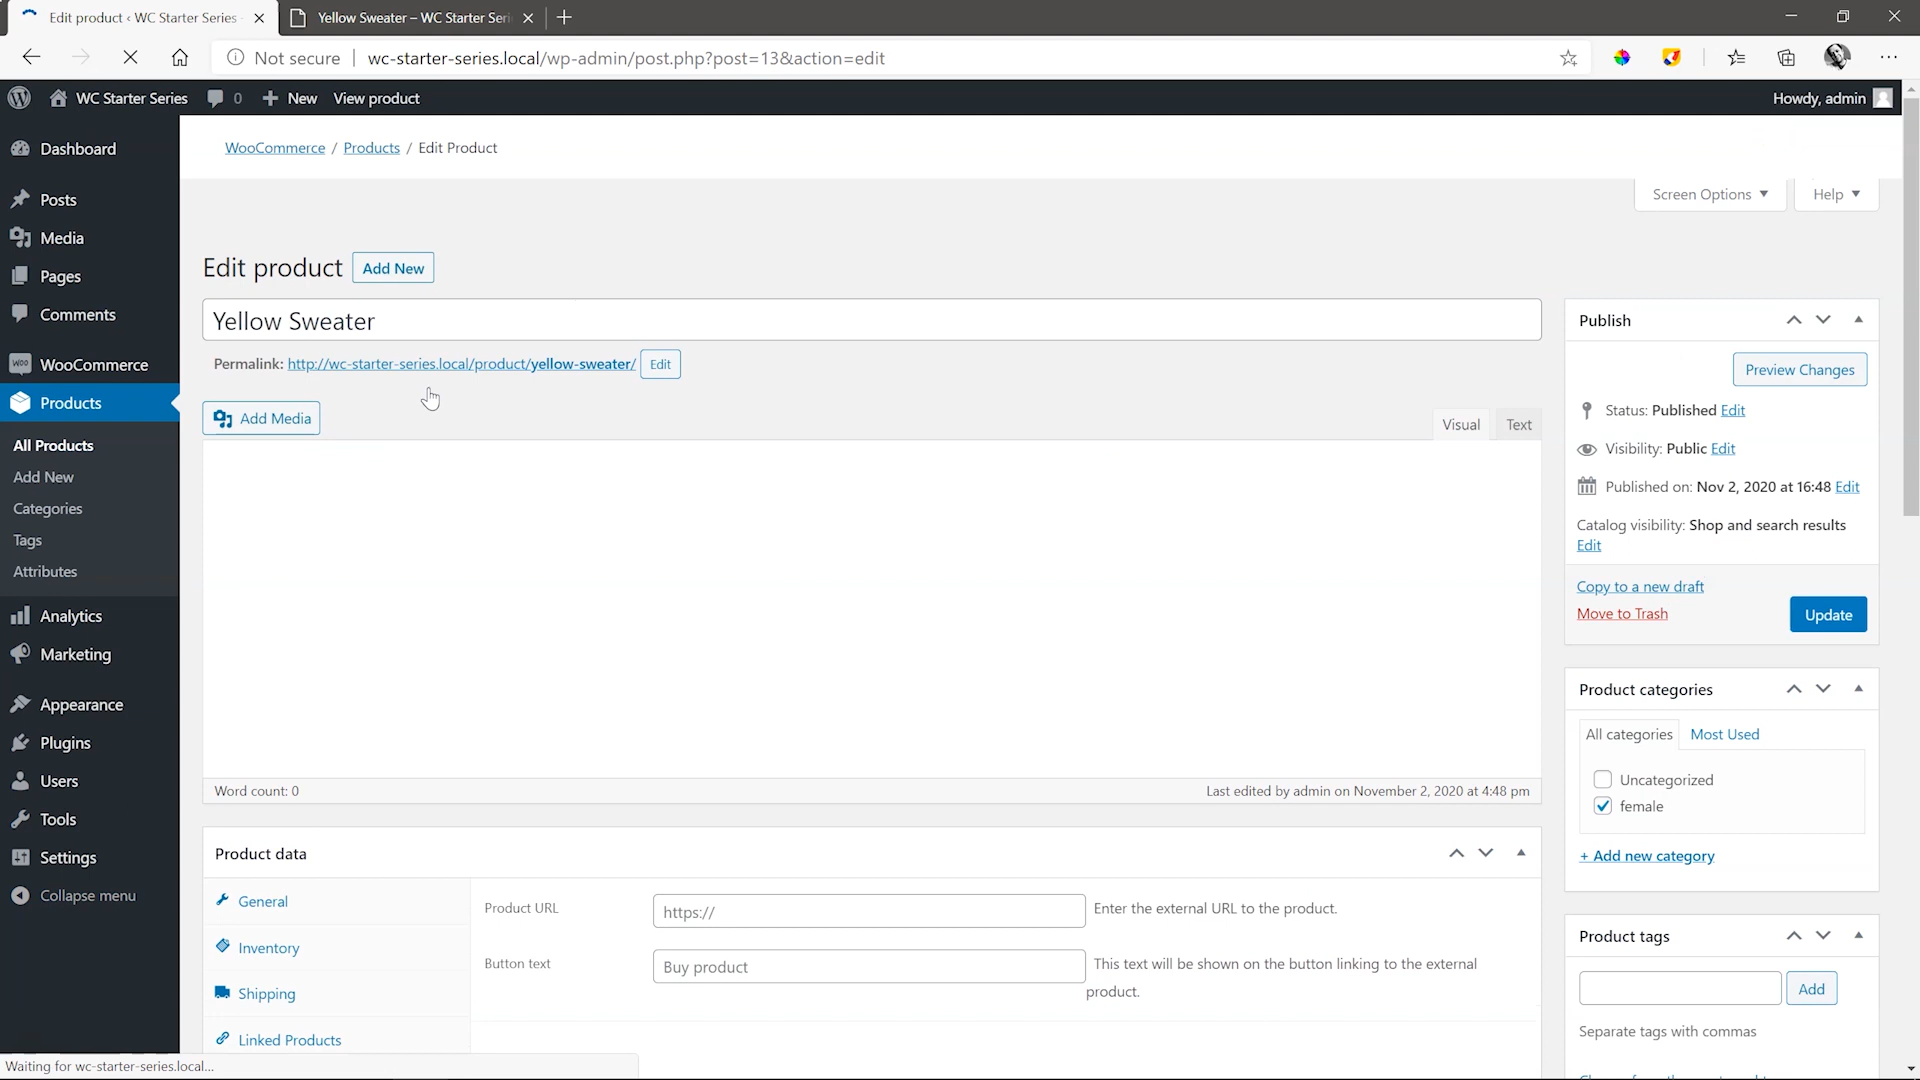 Edit product ‹ WC Starter Series
Yellow Sweater – WC Starter Seri
Not secure
wc-starter-series.local/wp-admin/post.php?post=13&action=edit
WC Starter Series
0
New
View product
Howdy, admin
Dashboard
Posts
Media
Pages
Comments
WooCommerce
Products
All Products
Add New
Categories
Tags
Attributes
Analytics
Marketing
Appearance
Plugins
Users
Tools
Settings
Collapse menu
WooCommerce / Products / Edit Product
Screen Options
Help
Edit product
Add New
Yellow Sweater
Permalink: http://wc-starter-series.local/product/yellow-sweater/
Edit
Add Media
Visual
Text
Word count: 0
Last edited by admin on November 2, 2020 at 4:48 pm
Product data
General
Inventory
Shipping
Linked Products
Product URL
https://
Enter the external URL to the product.
Button text
Buy product
This text will be shown on the button linking to the external
product.
Publish
Preview Changes
Status: Published Edit
Visibility: Public Edit
Published on: Nov 2, 2020 at 16:48 Edit
Catalog visibility: Shop and search results
Edit
Copy to a new draft
Move to Trash
Update
Product categories
All categories
Most Used
Uncategorized
female
+ Add new category
Product tags
Add
Separate tags with commas
Waiting for wc-starter-series.local...